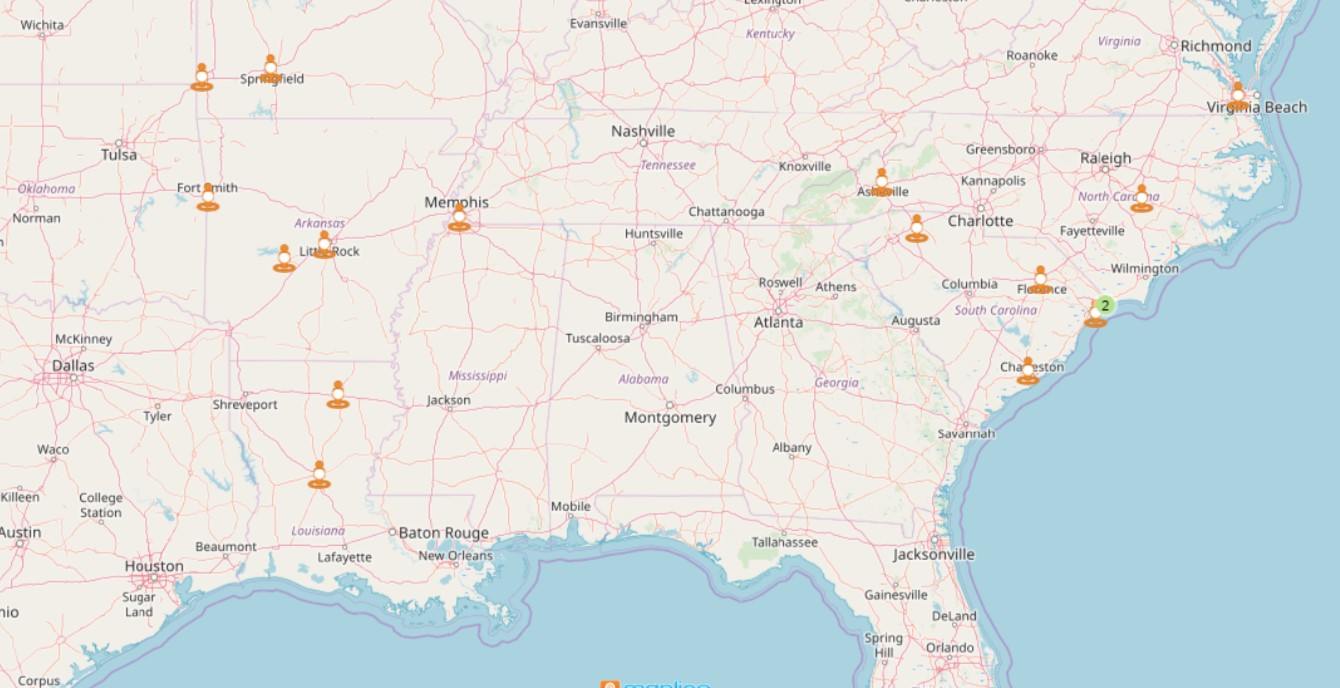 Lexington
Charleston
Wichita
Evansville
Kentucky
Virginia
Richmond
Roanoke
Springfield
Virginia Beach
Nashville
Tulsa
Greensboro
Raleigh
Tennessee
Knoxville
Kannapolis
Oklahoma
Fort Smith
Asheville
North Carolina
Memphis
Norman
Chattanooga
Charlotte
Arkansas
Huntsville
Fayetteville
Little Rock
Wilmington
Roswell
Athens
Columbia
Florence
2
South Carolina
Birmingham
Atlanta
Augusta
McKinney
Tuscaloosa
Dallas
Charleston
Mississippi
Alabama
Georgia
Columbus
Jackson
Shreveport
Tyler
Montgomery
Savannah
Waco
Albany
Killeen
College
Station
Mobile
Austin
Louisiana
Baton Rouge
Tallahassee
Beaumont
Lafayette
New Orleans
Jacksonville
Houston
Sugar
Land
Gainesville
DeLand
Spring
Hill
Orlando
Corpus
mapline